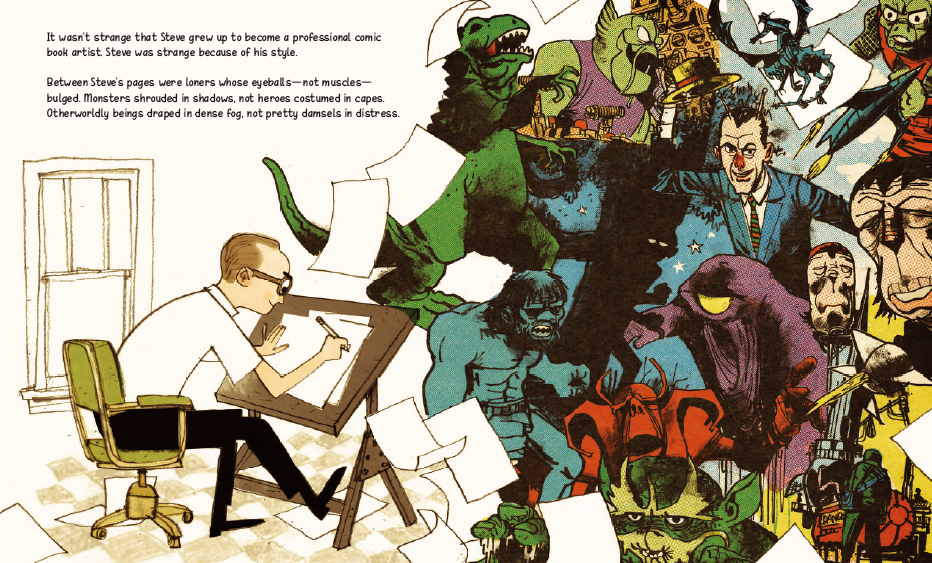 It wasn't strange that Steve grew up to become a professional comic
book artist. Steve was strange because of his style.
Between Steve's pages were loners whose eyeballs—not muscles—
bulged. Monsters shrouded in shadows, not heroes costumed in capes.
Otherworldly beings draped in dense fog, not pretty damsels in distress.